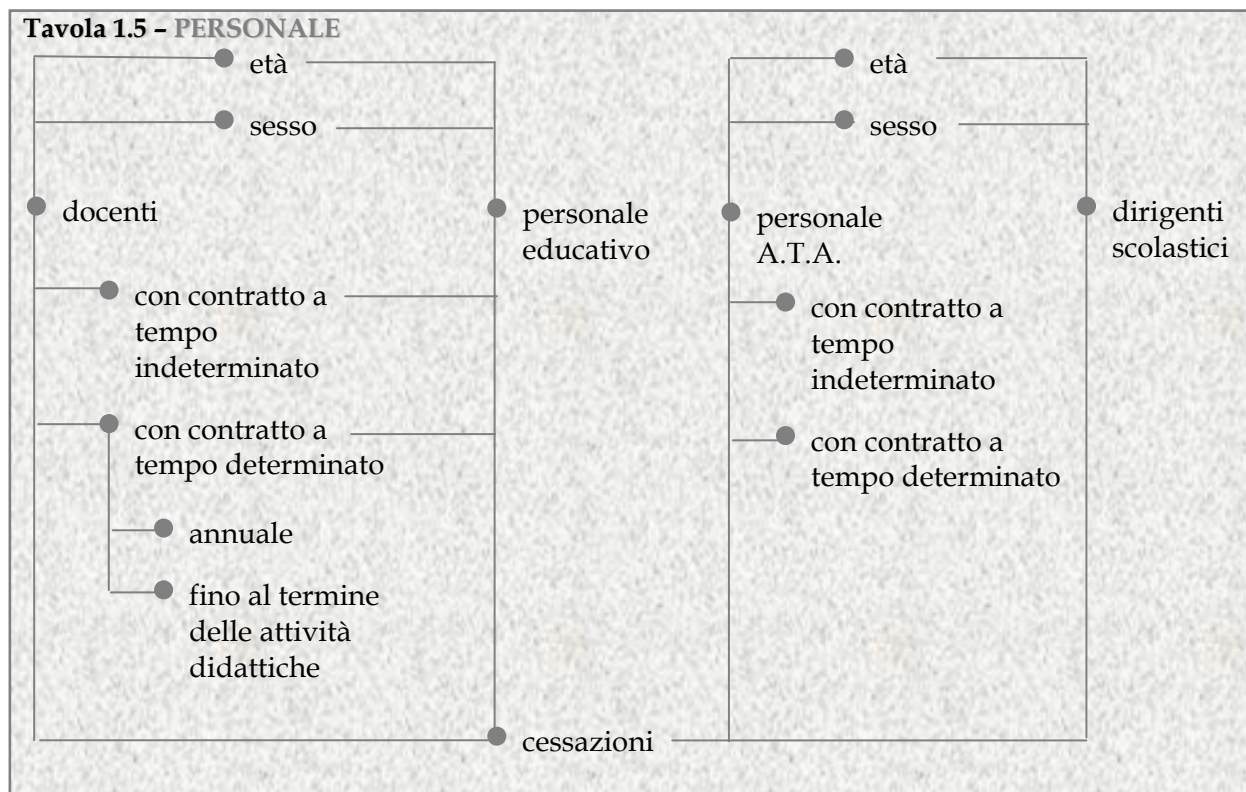 Tavola 1.5 – PERSONALE
età
sesso
docenti
personale
educativo
con contratto a
tempo
indeterminato
con contratto a
tempo determinato
annuale
fino al termine
delle attività
didattiche
cessazioni
età
sesso
personale
A.T.A.
dirigenti
scolastici
con contratto a
tempo
indeterminato
con contratto a
tempo determinato